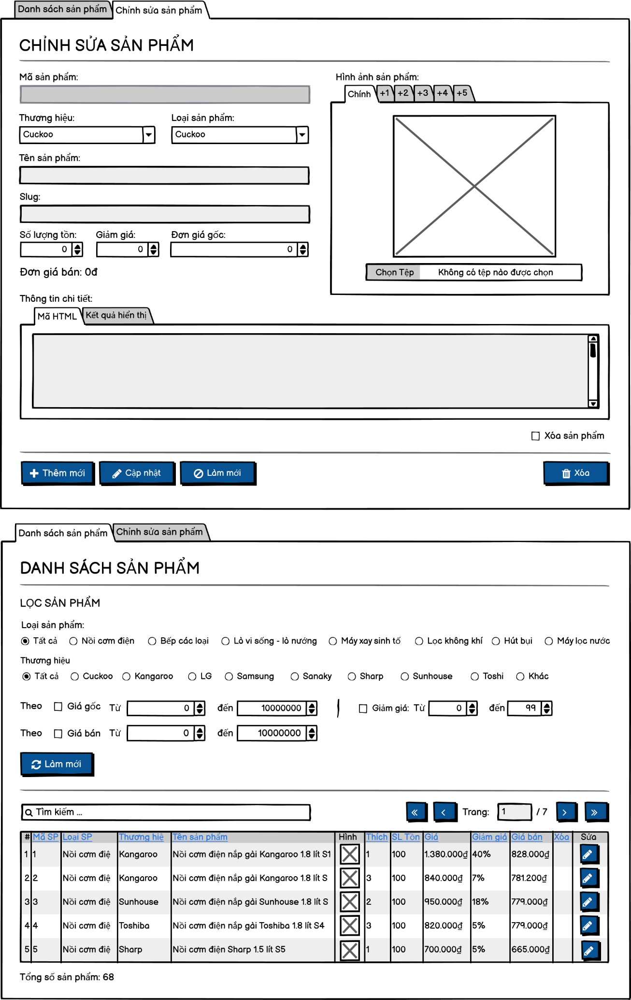 Danh sách sản phẩm Chỉnh sửa sản phẩm
CHỈNH SỬA SẢN PHẨM
Mã sản phẩm:
Hình ảnh sản phẩm:
Chính +1 +2 +3 +4 +5
Thương hiệu: Loại sản phẩm:
Cuckoo Cuckoo
Tên sản phẩm:
Slug:
Số lượng tồn: Giảm giá: Đơn giá gốc:
0 0 0
Đơn giá bán: 0đ
Chọn Tệp Không có tệp nào được chọn
Thông tin chi tiết:
Mã HTML Kết quả hiển thị
Xóa sản phẩm
Thêm mới Cập nhật Làm mới Xóa
Danh sách sản phẩm Chỉnh sửa sản phẩm
DANH SÁCH SẢN PHẨM
LỌC SẢN PHẨM
Loại sản phẩm:
Tất cả Nồi cơm điện Bếp các loại Lò vi sống - lò nướng Máy xay sinh tố Lọc không khí Hút bụi Máy lọc nước
Thương hiệu
Tất cả Cuckoo Kangaroo LG Samsung Sanaky Sharp Sunhouse Toshi Khác
Theo Giá gốc Từ 0 đến 10000000 Giảm giá: Từ 0 đến 99
Theo Giá bán Từ 0 đến 10000000
Làm mới
Tìm kiếm ... « ‹ Trang: 1 / 7 › »
# Mã SP Loại SP Thương hiệ Tên sản phẩm Hình Thích SL Tồn Giá Giảm giá Giá bán Xóa Sửa
1 1 Nồi cơm điệ Kangaroo Nồi cơm điện nắp gài Kangaroo 1.8 lít S1 1 100 1.380.000₫ 40% 828.000₫
2 2 Nồi cơm điệ Kangaroo Nồi cơm điện nắp gài Kangaroo 1.8 lít S 3 100 840.000₫ 7% 781.200₫
3 3 Nồi cơm điệ Sunhouse Nồi cơm điện nắp gài Sunhouse 1.8 lít S 2 100 950.000₫ 18% 779.000₫
4 4 Nồi cơm điệ Toshiba Nồi cơm điện nắp gài Toshiba 1.8 lít S4 3 100 820.000₫ 5% 779.000₫
5 5 Nồi cơm điệ Sharp Nồi cơm điện Sharp 1.5 lít S5 1 100 700.000₫ 5% 665.000₫
Tổng số sản phẩm: 68